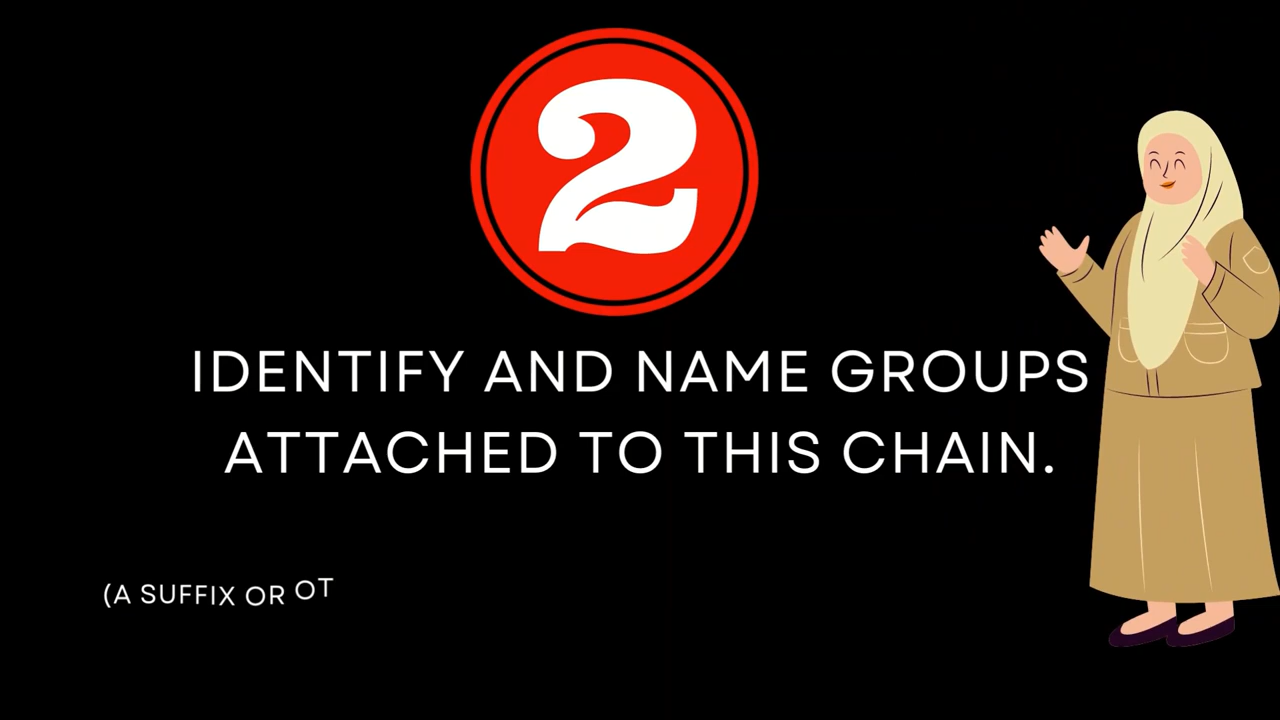 2
IDENTIFY AND NAME GROUPS
ATTACHED TO THIS CHAIN.
(A SUFFIX OR OT